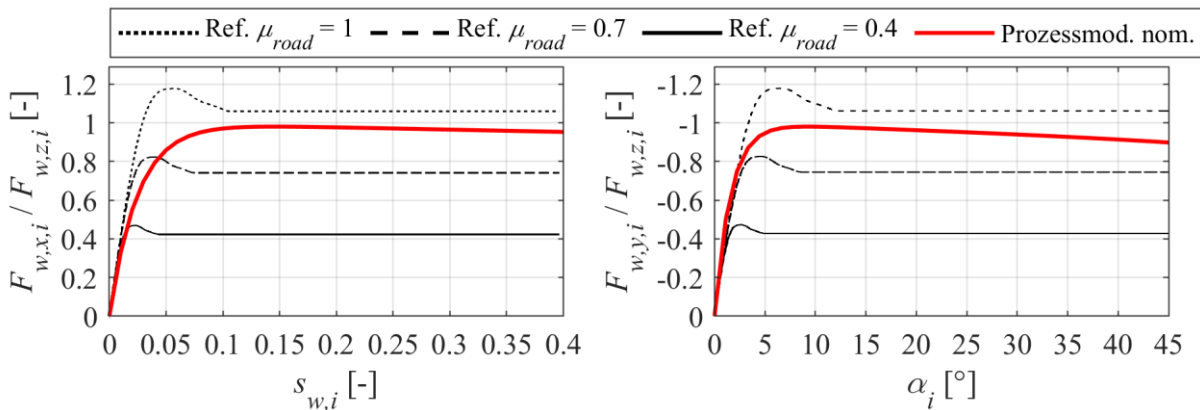 Ref. μroad = 1 Ref. μroad = 0.7 Ref. μroad = 0.4 Prozessmod. nom.
Fw,x,i / Fw,z,i [-]
1.2
1
0.8
0.6
0.4
0.2
0
0 0.05 0.1 0.15 0.2 0.25 0.3 0.35 0.4
sw,i [-]
Fw,y,i / Fw,z,i [-]
-1.2
-1
-0.8
-0.6
-0.4
-0.2
0
0 5 10 15 20 25 30 35 40 45
αi [°]